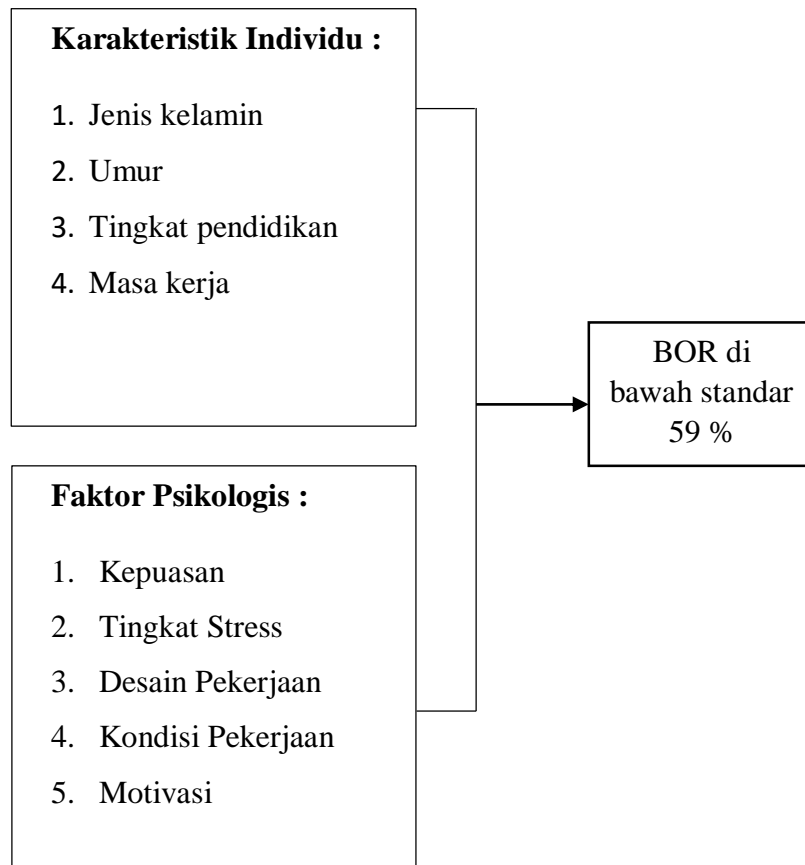 Karakteristik Individu :
1. Jenis kelamin
2. Umur
3. Tingkat pendidikan
4. Masa kerja
BOR di
bawah standar
59 %
Faktor Psikologis :
1. Kepuasan
2. Tingkat Stress
3. Desain Pekerjaan
4. Kondisi Pekerjaan
5. Motivasi